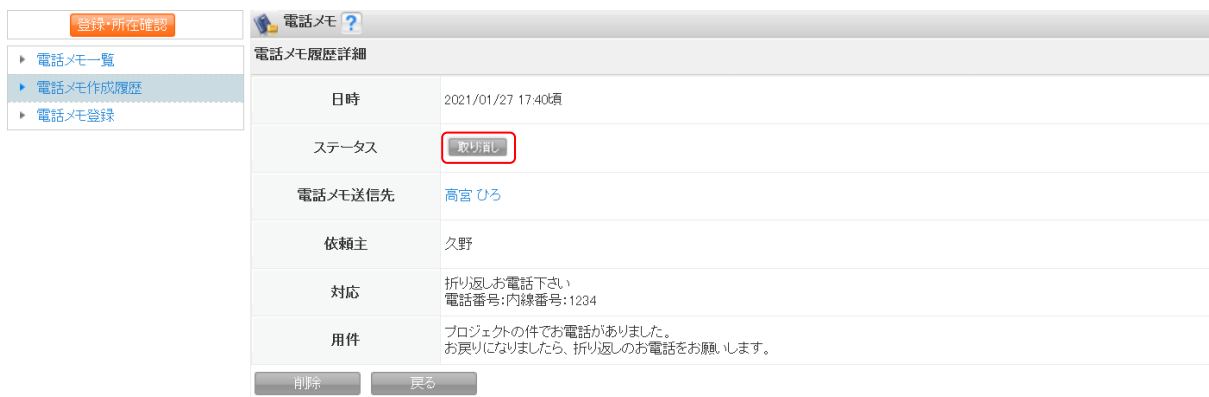 登録・所在確認
電話メモ一覧
電話メモ作成履歴
電話メモ登録
電話メモ ?
電話メモ履歴詳細
日時 2021/01/27 17:40頃
ステータス 取り消し
電話メモ送信先 高宮 ひろ
依頼主 久野
対応 折り返しお電話下さい
電話番号:内線番号:1234
用件 プロジェクトの件でお電話がありました。
お戻りになりましたら、折り返しのお電話をお願いします。
削除 戻る